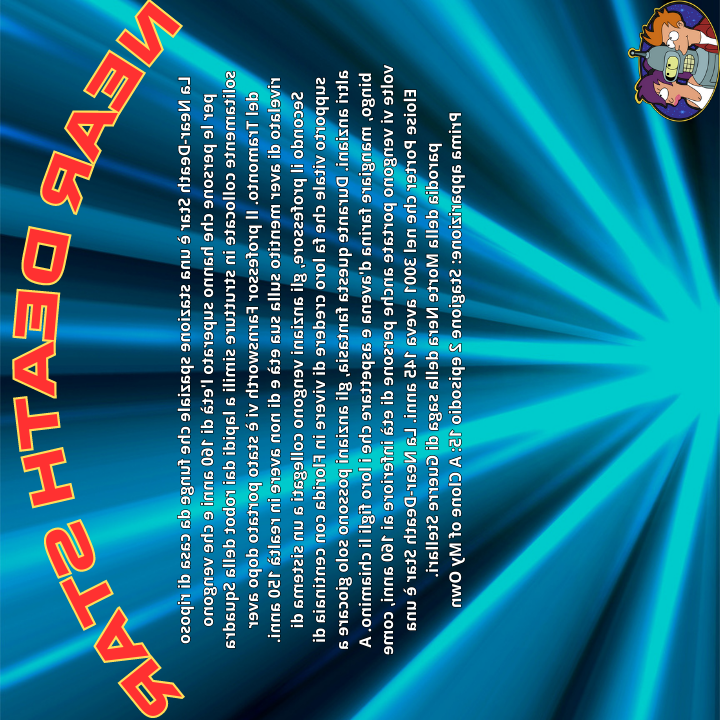 NEAR DEATH STAR
La Near-Death Star è una stazione spaziale che funge da casa di riposo
per le persone che hanno superato l'età di 160 anni e che vengono
solitamente collocate in strutture simili a lapidi dai robot della Squadra
del Tramonto. Il professor Farnsworth vi è stato portato dopo aver
rivelato di aver mentito sulla sua età e di non avere in realtà 150 anni.
Secondo il professore, gli anziani vengono collegati a un sistema di
supporto vitale che fa loro credere di vivere in Florida con centinaia di
altri anziani. Durante questa fantasia, gli anziani possono solo giocare a
bingo, mangiare farina d'avena e aspettare che i loro figli li chiamino. A
volte vi vengono portate anche persone di età inferiore ai 160 anni, come
Eloise Porter che nel 3001 aveva 145 anni. La Near-Death Star è una
parodia della Morte Nera della saga di Guerre Stellari.
Prima apparizione: Stagione 2 episodio 15: A Clone of My Own